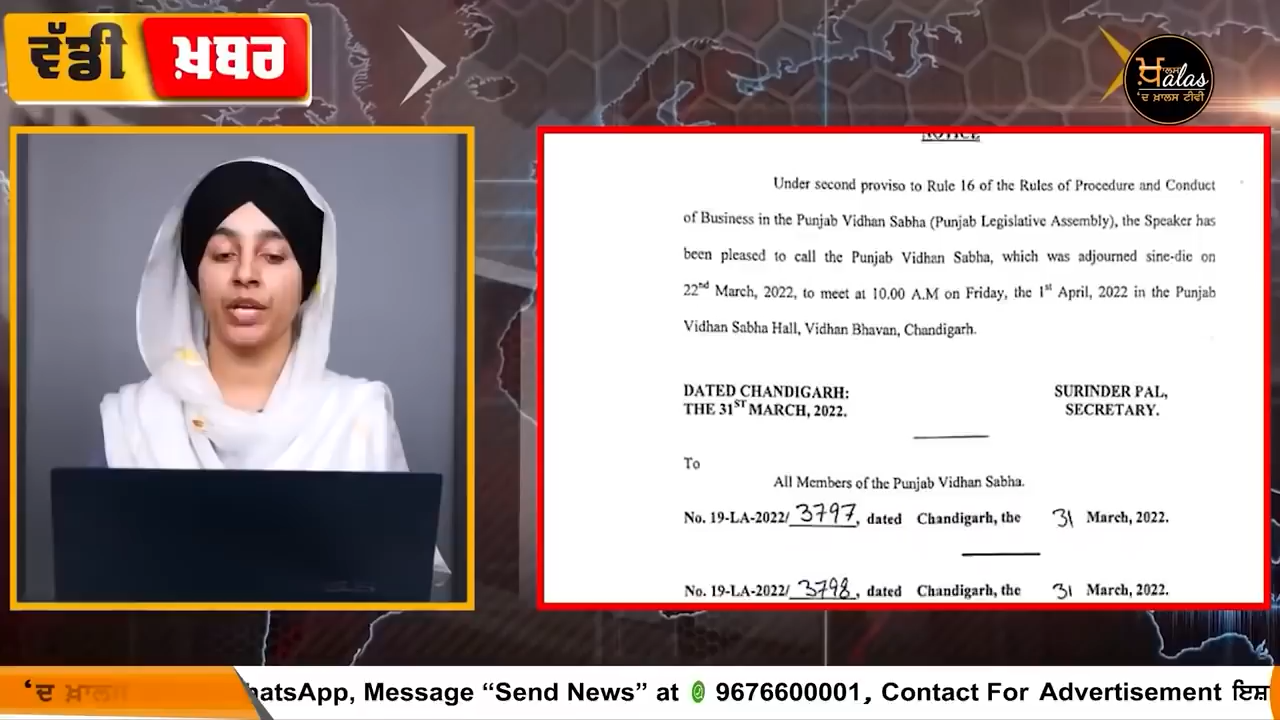 ਵੱਡੀ ਖ਼ਬਰ
ਖ਼ਾਲਸ alas
'ਦ ਖ਼ਾਲਸ ਟੀਵੀ
NOTICE
Under second proviso to Rule 16 of the Rules of Procedure and Conduct
of Business in the Punjab Vidhan Sabha (Punjab Legislative Assembly), the Speaker has
been pleased to call the Punjab Vidhan Sabha, which was adjourned sine-die on
22nd March, 2022, to meet at 10.00 A.M on Friday, the 1st April, 2022 in the Punjab
Vidhan Sabha Hall, Vidhan Bhavan, Chandigarh.
DATED CHANDIGARH:
THE 31ST MARCH, 2022.
SURINDER PAL,
SECRETARY.
To
All Members of the Punjab Vidhan Sabha.
No. 19-LA-2022/ 3797, dated Chandigarh, the 31 March, 2022.
No. 19-LA-2022/ 3798, dated Chandigarh, the 31 March, 2022.
‘ਦ ਖ਼ਾਲਸ hatsApp, Message “Send News” at 9676600001, Contact For Advertisement ਇਸ਼